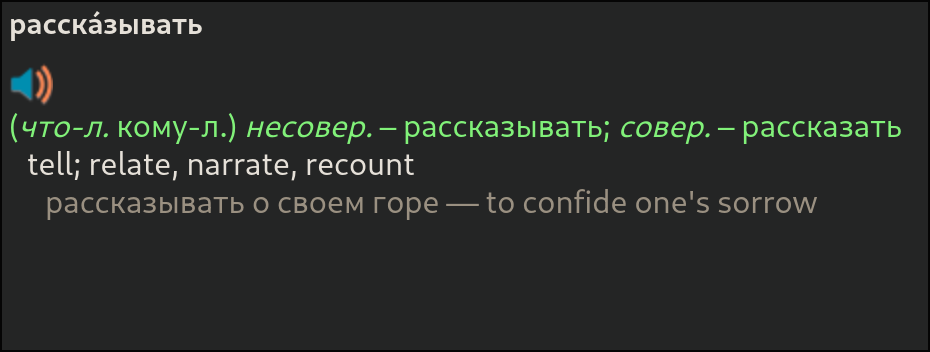 расска́зывать
(что-л. кому-л.) несовер. – рассказывать; совер. – рассказать
tell; relate, narrate, recount
рассказывать о своем горе — to confide one's sorrow